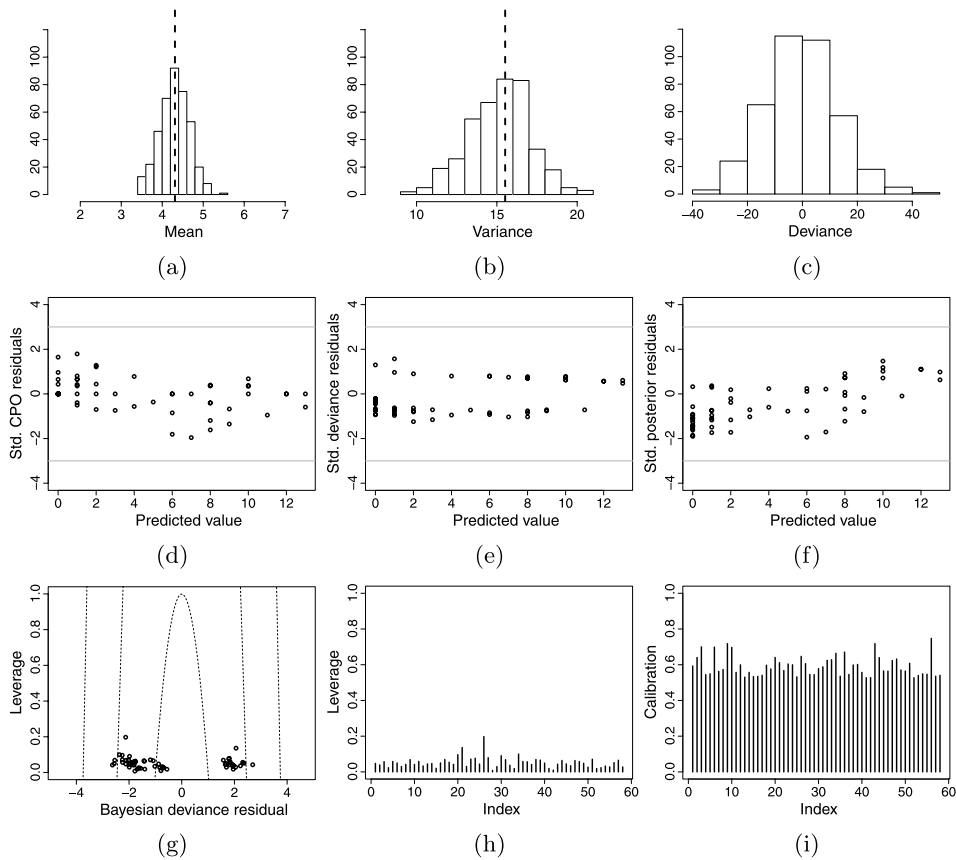 0 20 40 60 80 100
2 3 4 5 6 7
Mean
(a)
0 20 40 60 80 100
10 15 20
Variance
(b)
0 20 40 60 80 100
−40 −20 0 20 40
Deviance
(c)
Std. CPO residuals
−4 −2 0 2 4
0 2 4 6 8 10 12
Predicted value
(d)
Std. deviance residuals
−4 −2 0 2 4
0 2 4 6 8 10 12
Predicted value
(e)
Std. posterior residuals
−4 −2 0 2 4
0 2 4 6 8 10 12
Predicted value
(f)
Leverage
0.0 0.2 0.4 0.6 0.8 1.0
−4 −2 0 2 4
Bayesian deviance residual
(g)
Leverage
0.0 0.2 0.4 0.6 0.8 1.0
0 10 20 30 40 50 60
Index
(h)
Calibration
0.0 0.2 0.4 0.6 0.8 1.0
0 10 20 30 40 50 60
Index
(i)